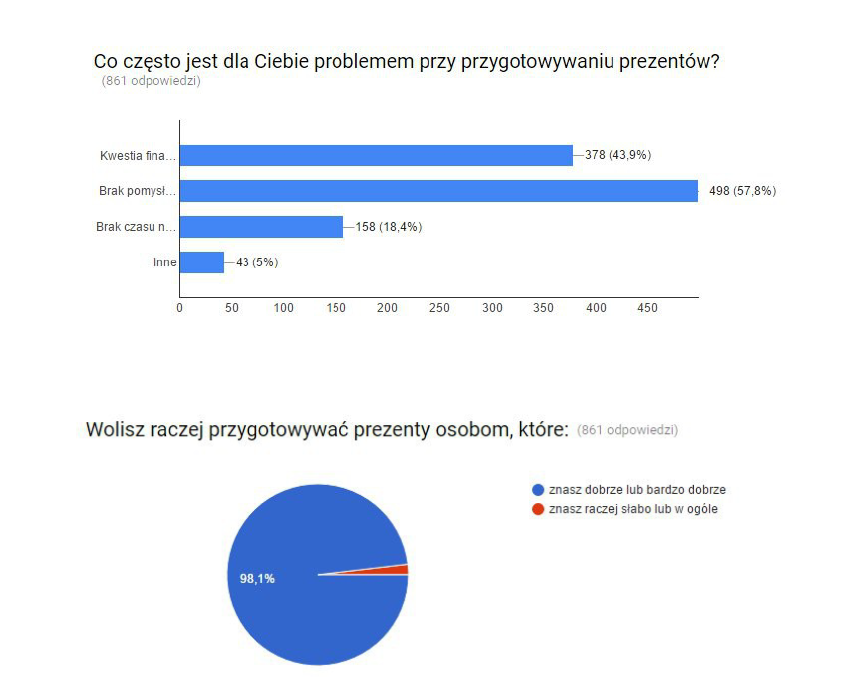 Co często jest dla Ciebie problemem przy przygotowywaniu prezentów?
(861 odpowiedzi)
Kwestia fina... 378 (43,9%)
Brak pomysł... 498 (57,8%)
Brak czasu n... 158 (18,4%)
Inne 43 (5%)
0 50 100 150 200 250 300 350 400 450
Wolisz raczej przygotowywać prezenty osobom, które: (861 odpowiedzi)
znasz dobrze lub bardzo dobrze
znasz raczej słabo lub w ogóle
98,1%